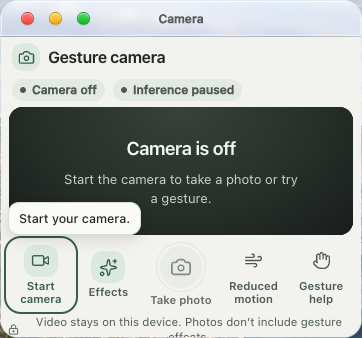 Camera
Gesture camera
Camera off
Inference paused
Camera is off
Start the camera to take a photo or try
a gesture.
Start your camera.
Start
camera
Effects
Take photo
Reduced
motion
Gesture
help
Video stays on this device. Photos don't include gesture
effects.